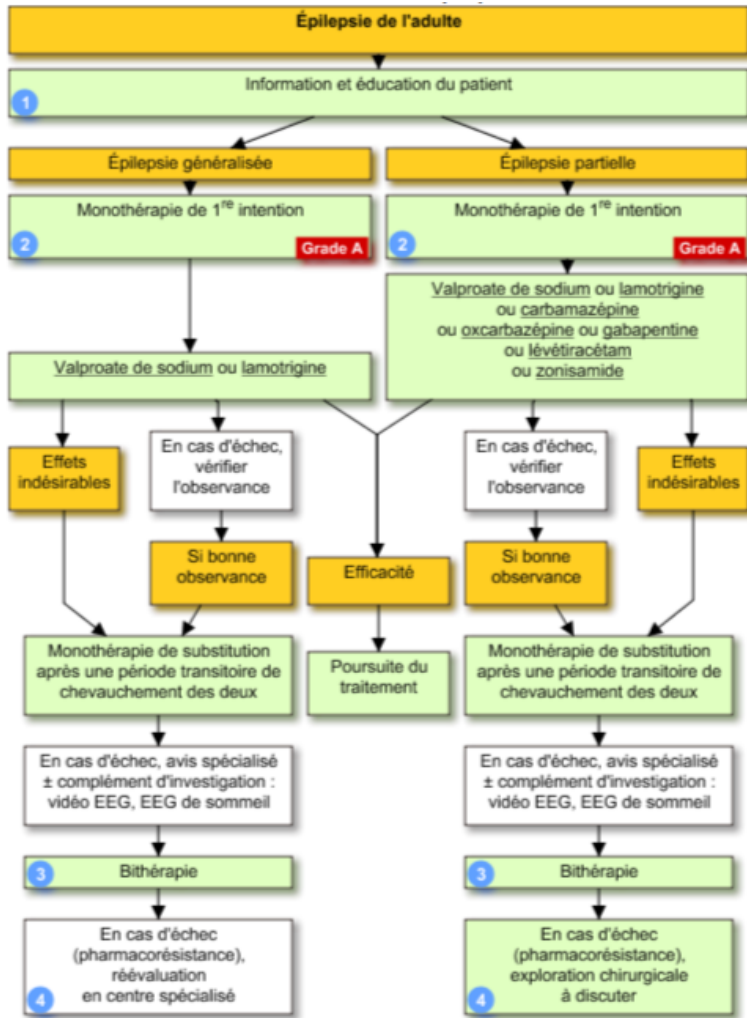 Épilepsie de l'adulte
Information et éducation du patient
1
Épilepsie généralisée
Épilepsie partielle
Monothérapie de 1re intention
2
Grade A
Monothérapie de 1re intention
2
Grade A
Valproate de sodium ou lamotrigine
ou carbamazépine
ou oxcarbazépine ou gabapentine
ou lévétiracétam
ou zonisamide
Valproate de sodium ou lamotrigine
Effets
indésirables
En cas d'échec,
vérifier
l'observance
En cas d'échec,
vérifier
l'observance
Effets
indésirables
Si bonne
observance
Efficacité
Si bonne
observance
Monothérapie de substitution
après une période transitoire de
chevauchement des deux
Poursuite du
traitement
Monothérapie de substitution
après une période transitoire de
chevauchement des deux
En cas d'échec, avis spécialisé
± complément d'investigation :
vidéo EEG, EEG de sommeil
En cas d'échec, avis spécialisé
± complément d'investigation :
vidéo EEG, EEG de sommeil
3
Bithérapie
3
Bithérapie
En cas d'échec
(pharmacorésistance),
réévaluation
en centre spécialisé
4
En cas d'échec
(pharmacorésistance),
exploration chirurgicale
à discuter
4